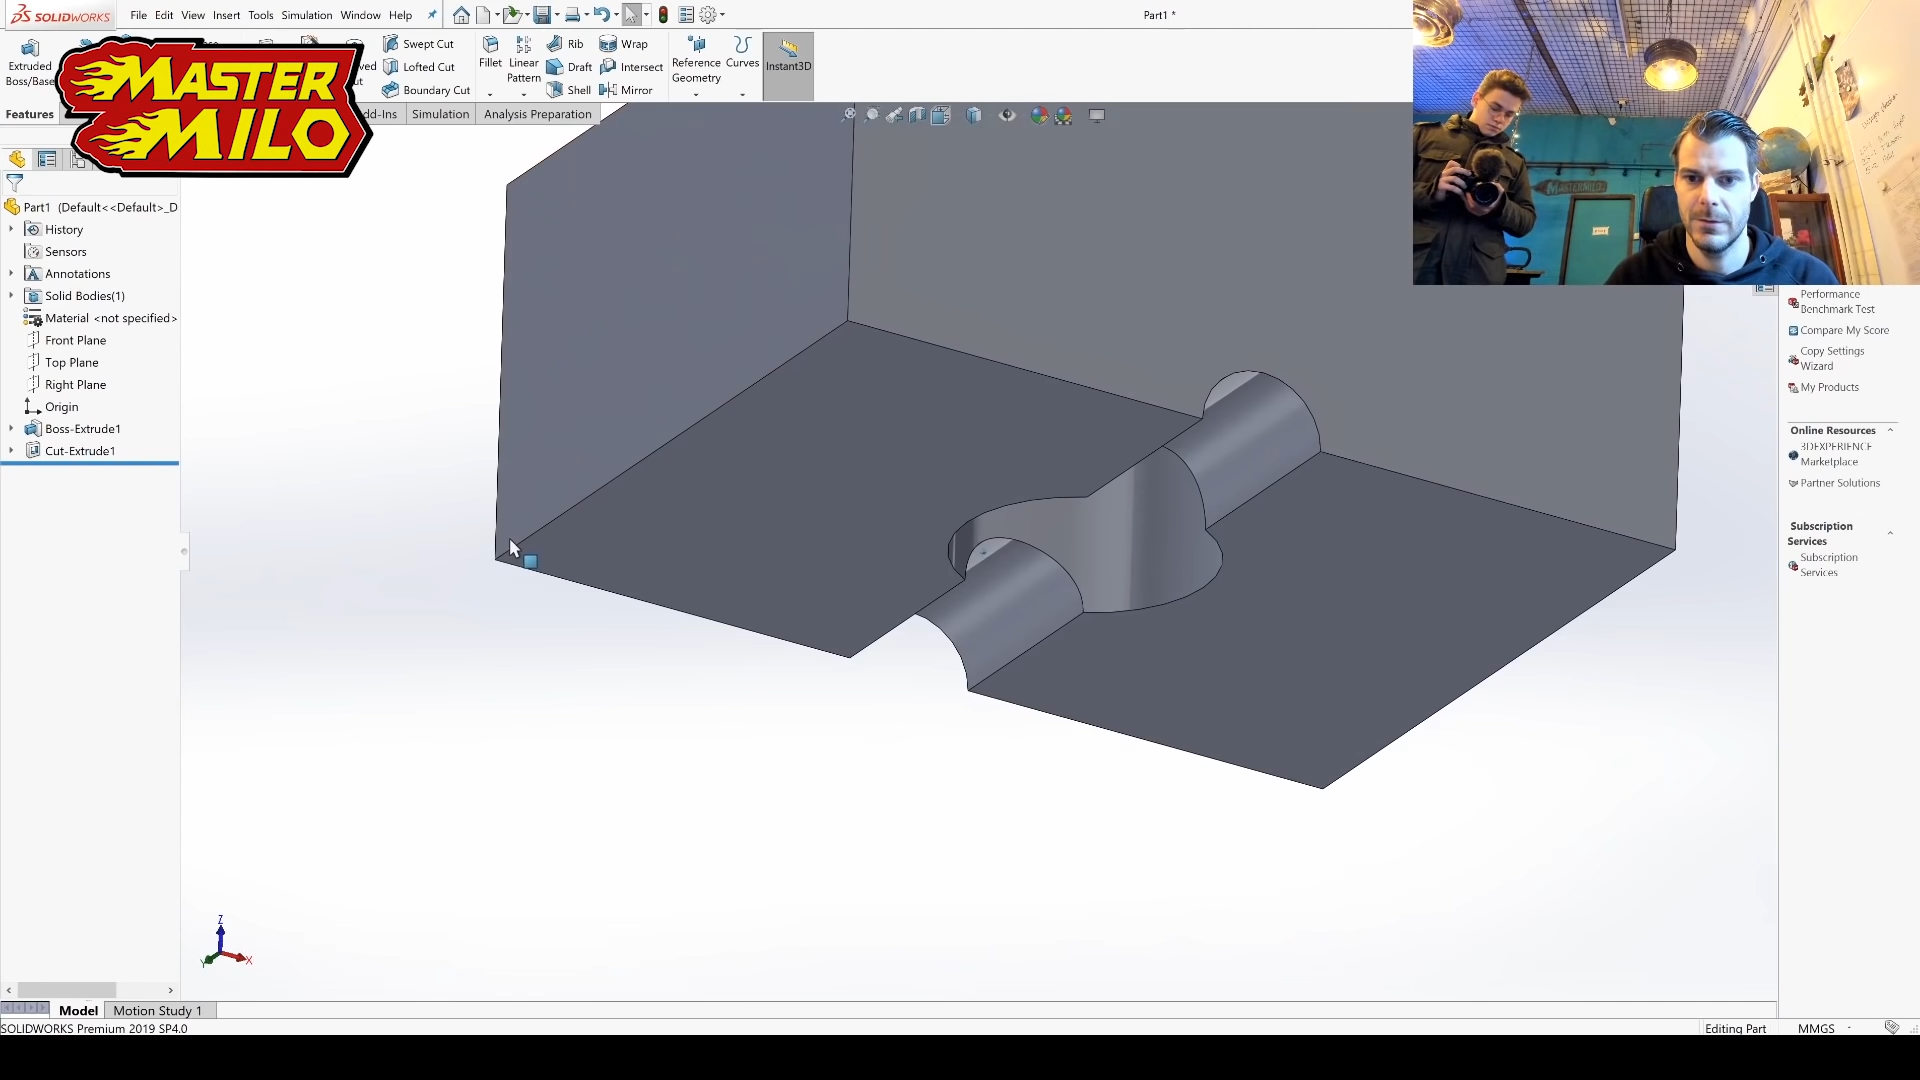 SOLIDWORKS
File Edit View Insert Tools Simulation Window Help
Part1 *
Extruded
Boss/Base
Swept Cut
Lofted Cut
Boundary Cut
Fillet
Linear
Pattern
Rib
Draft
Shell
Wrap
Intersect
Mirror
Reference
Geometry
Curves
Instant3D
MASTER
MILO
Features
dd-Ins
Simulation
Analysis Preparation
Part1 (Default<<Default>_D
History
Sensors
Annotations
Solid Bodies(1)
Material <not specified>
Front Plane
Top Plane
Right Plane
Origin
Boss-Extrude1
Cut-Extrude1
MASTERMILO
Performance
Benchmark Test
Compare My Score
Copy Settings
Wizard
My Products
Online Resources
3DEXPERIENCE
Marketplace
Partner Solutions
Subscription
Services
Subscription
Services
Z
Y
X
Model
Motion Study 1
SOLIDWORKS Premium 2019 SP4.0
Editing Part
MMGS